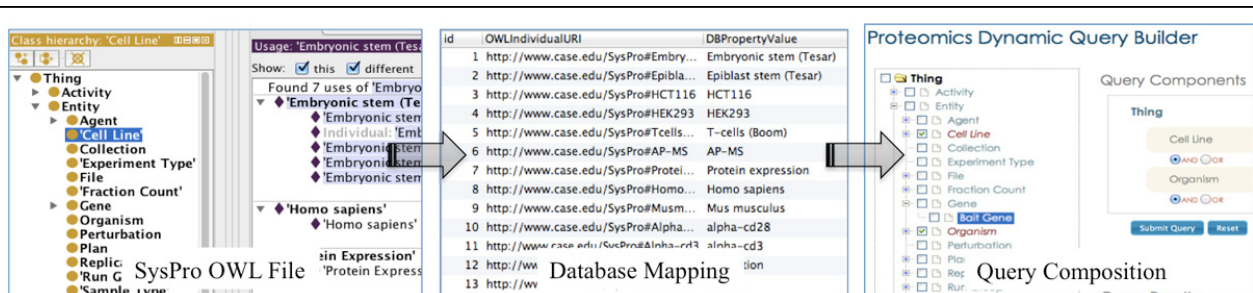 Class hierarchy: 'Cell Line'
Thing
Activity
Entity
Agent
'Cell Line'
Collection
'Experiment Type'
File
'Fraction Count'
Gene
Organism
Perturbation
Plan
'Sample Type'
SysPro OWL File
Usage: 'Embryonic stem (Tesa
Show: this different
Found 7 uses of 'Embryo
'Embryonic stem (Te
'Embryonic stem
Individual: 'Emb
'Embryonic stem
'Embryonic stem
'Embryonic stem
'Homo sapiens'
'Homo sapiens'
ein Expression'
'Protein Express
id OWLIndividualURI DBPropertyValue
1 http://www.case.edu/SysPro#Embry... Embryonic stem (Tesar)
2 http://www.case.edu/SysPro#Epibla... Epiblast stem (Tesar)
3 http://www.case.edu/SysPro#HCT116 HCT116
4 http://www.case.edu/SysPro#HEK293 HEK293
5 http://www.case.edu/SysPro#Tcells... T-cells (Boom)
6 http://www.case.edu/SysPro#AP-MS AP-MS
7 http://www.case.edu/SysPro#Protei... Protein expression
8 http://www.case.edu/SysPro#Homo... Homo sapiens
9 http://www.case.edu/SysPro#Musm... Mus musculus
10 http://www.case.edu/SysPro#Alpha... alpha-cd28
11 http://www.case.edu/SysPro#Alpha-cd3 alpha-cd3
12 http://ww tion
13 http://w
Database Mapping
Proteomics Dynamic Query Builder
Thing
Activity
Entity
Agent
Cell Line
Collection
Experiment Type
File
Fraction Count
Gene
Bait Gene
Organism
Perturbation
Query Components
Thing
Cell Line
AND OR
Organism
AND OR
Submit Query Reset
Query Composition